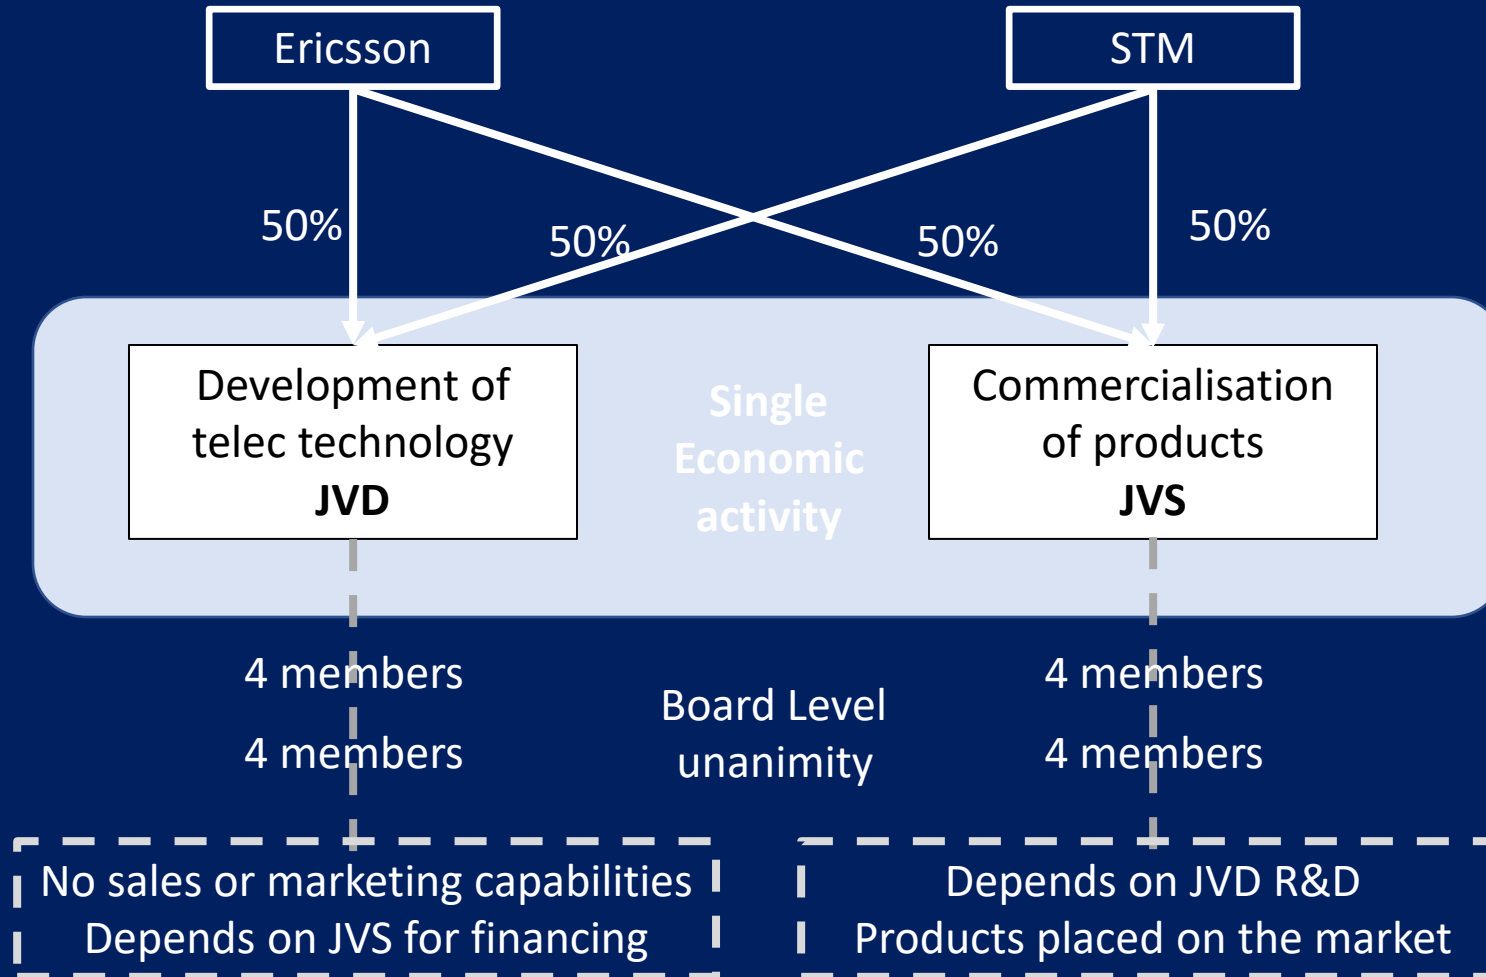 Ericsson
STM
50%
50%
50%
50%
Development of
telec technology
JVD
Single
Economic
activity
Commercialisation
of products
JVS
4 members
4 members
Board Level
unanimity
4 members
4 members
No sales or marketing capabilities
Depends on JVS for financing
Depends on JVD R&D
Products placed on the market